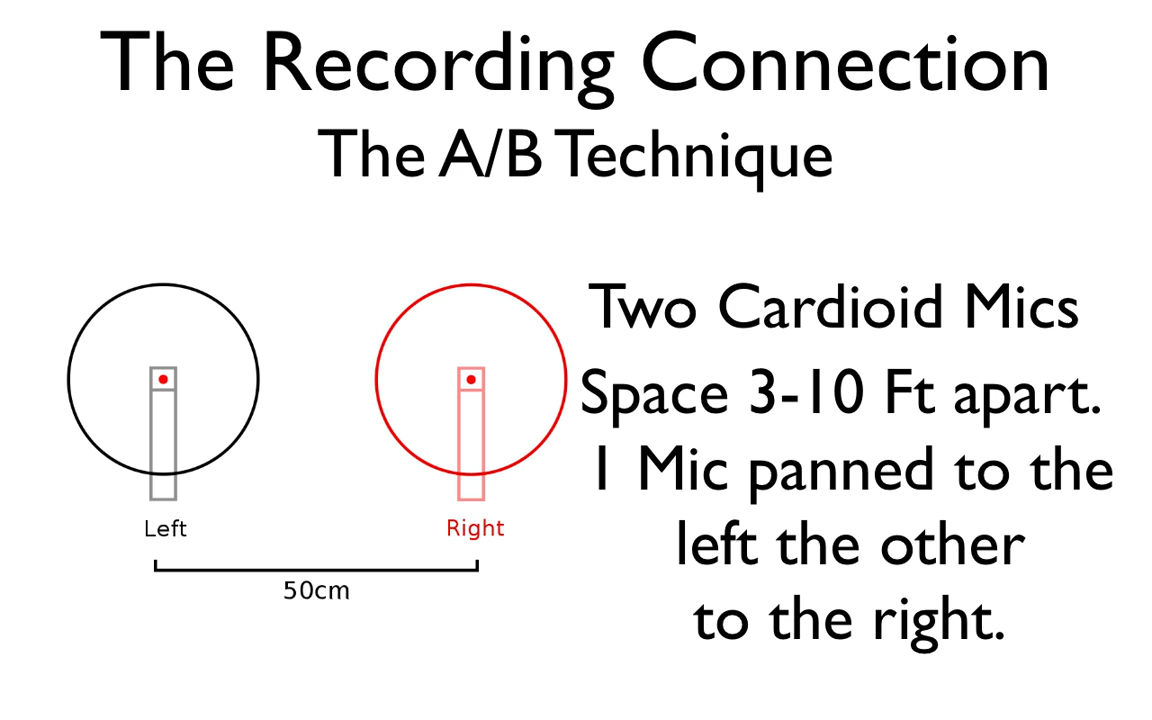 The Recording Connection
The A/B Technique
Two Cardioid Mics
Space 3-10 Ft apart.
1 Mic panned to the
left the other
to the right.
Left
Right
50cm